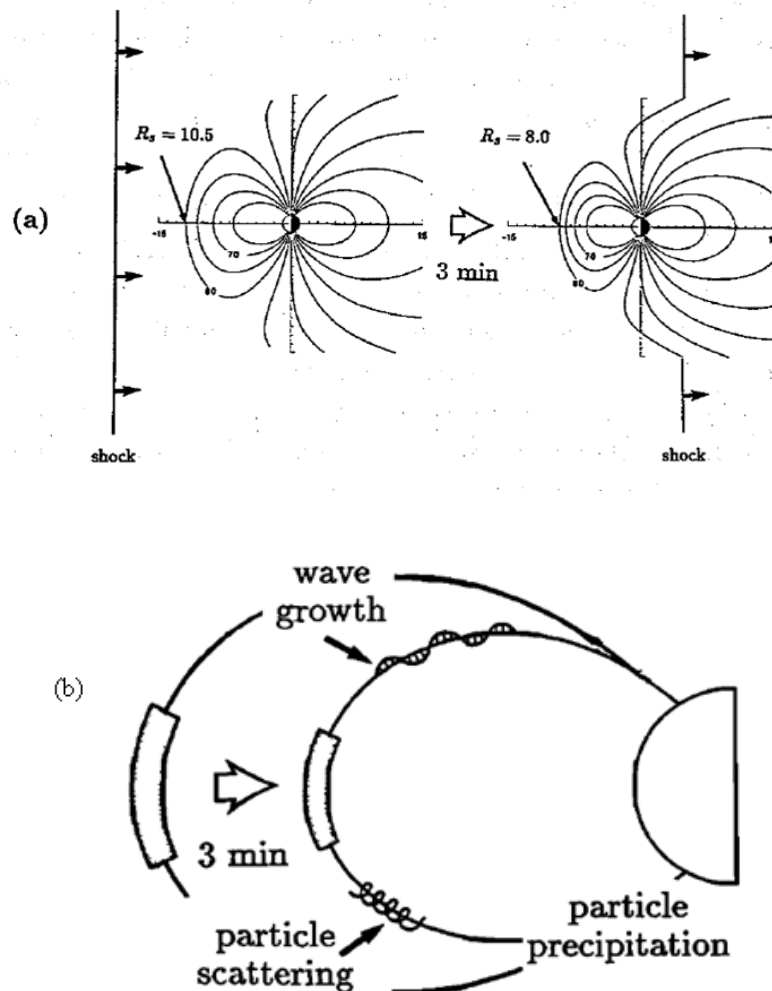 (a)
R_s = 10.5
-15
15
70
80
shock
3 min
R_s = 8.0
-15
70
80
shock
(b)
wave
growth
3 min
particle
scattering
particle
precipitation